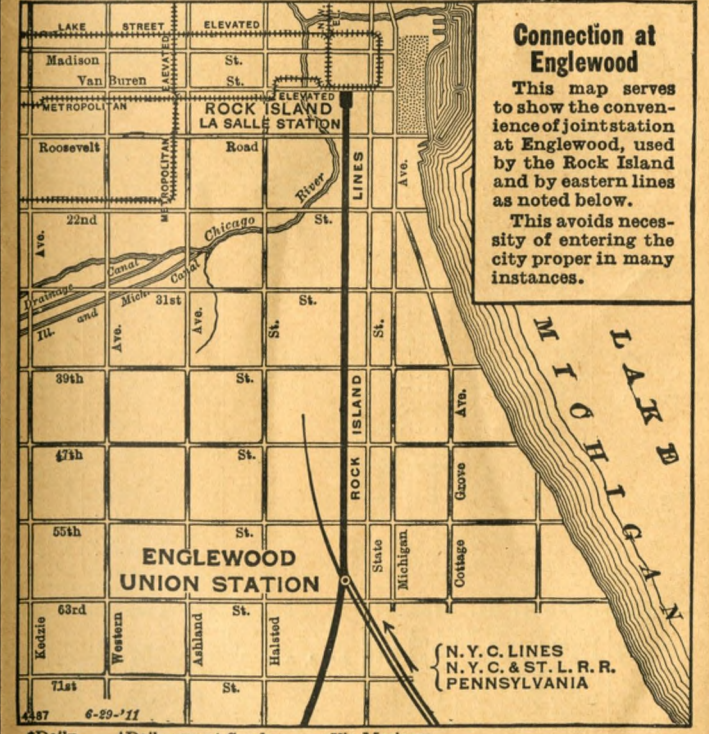 LAKE STREET ELEVATED
N.W. EL.
Madison St.
Van Buren St.
ELEVATED
METROPOLITAN
ELEVATED
ROCK ISLAND
LA SALLE STATION
Roosevelt Road
METROPOLITAN
LINES
Ave.
River
22nd St.
Chicago
Ave.
Drainage Canal
Ill. and Mich. Canal
31st St.
Ave.
Ave.
St.
St.
39th St.
ISLAND
Ave.
47th St.
ROCK
Grove
55th St.
State
Michigan
Cottage
ENGLEWOOD
UNION STATION
63rd St.
Kedzie
Western
Ashland
Halsted
71st St.
N.Y.C. LINES
N.Y.C. & ST. L. R. R.
PENNSYLVANIA
4487 6-29-'11
Connection at
Englewood
This map serves
to show the conven-
ience of joint station
at Englewood, used
by the Rock Island
and by eastern lines
as noted below.
This avoids neces-
sity of entering the
city proper in many
instances.
LAKE
MICHIGAN